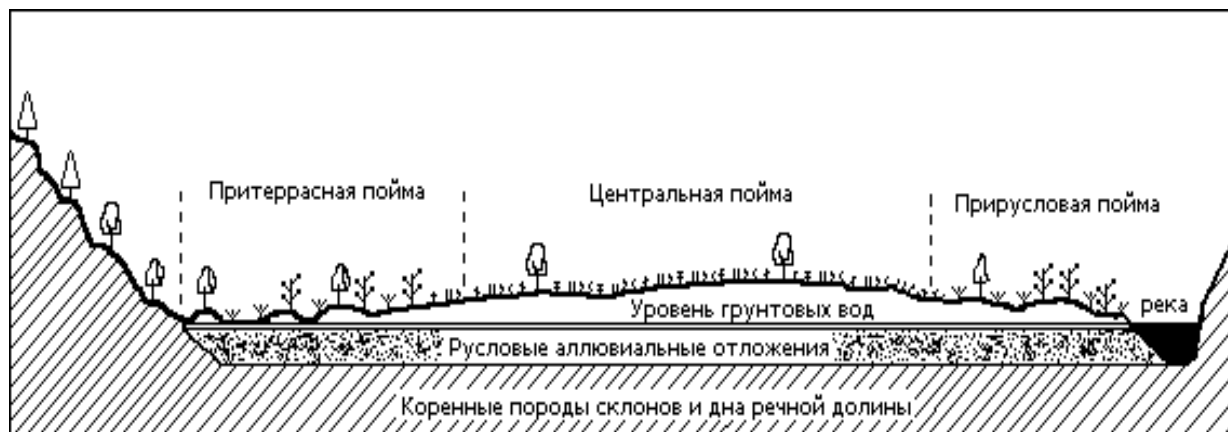 Притеррасная пойма
Центральная пойма
Прирусловая пойма
Уровень грунтовых вод
река
Русловые аллювиальные отложения
Коренные породы склонов и дна речной долины